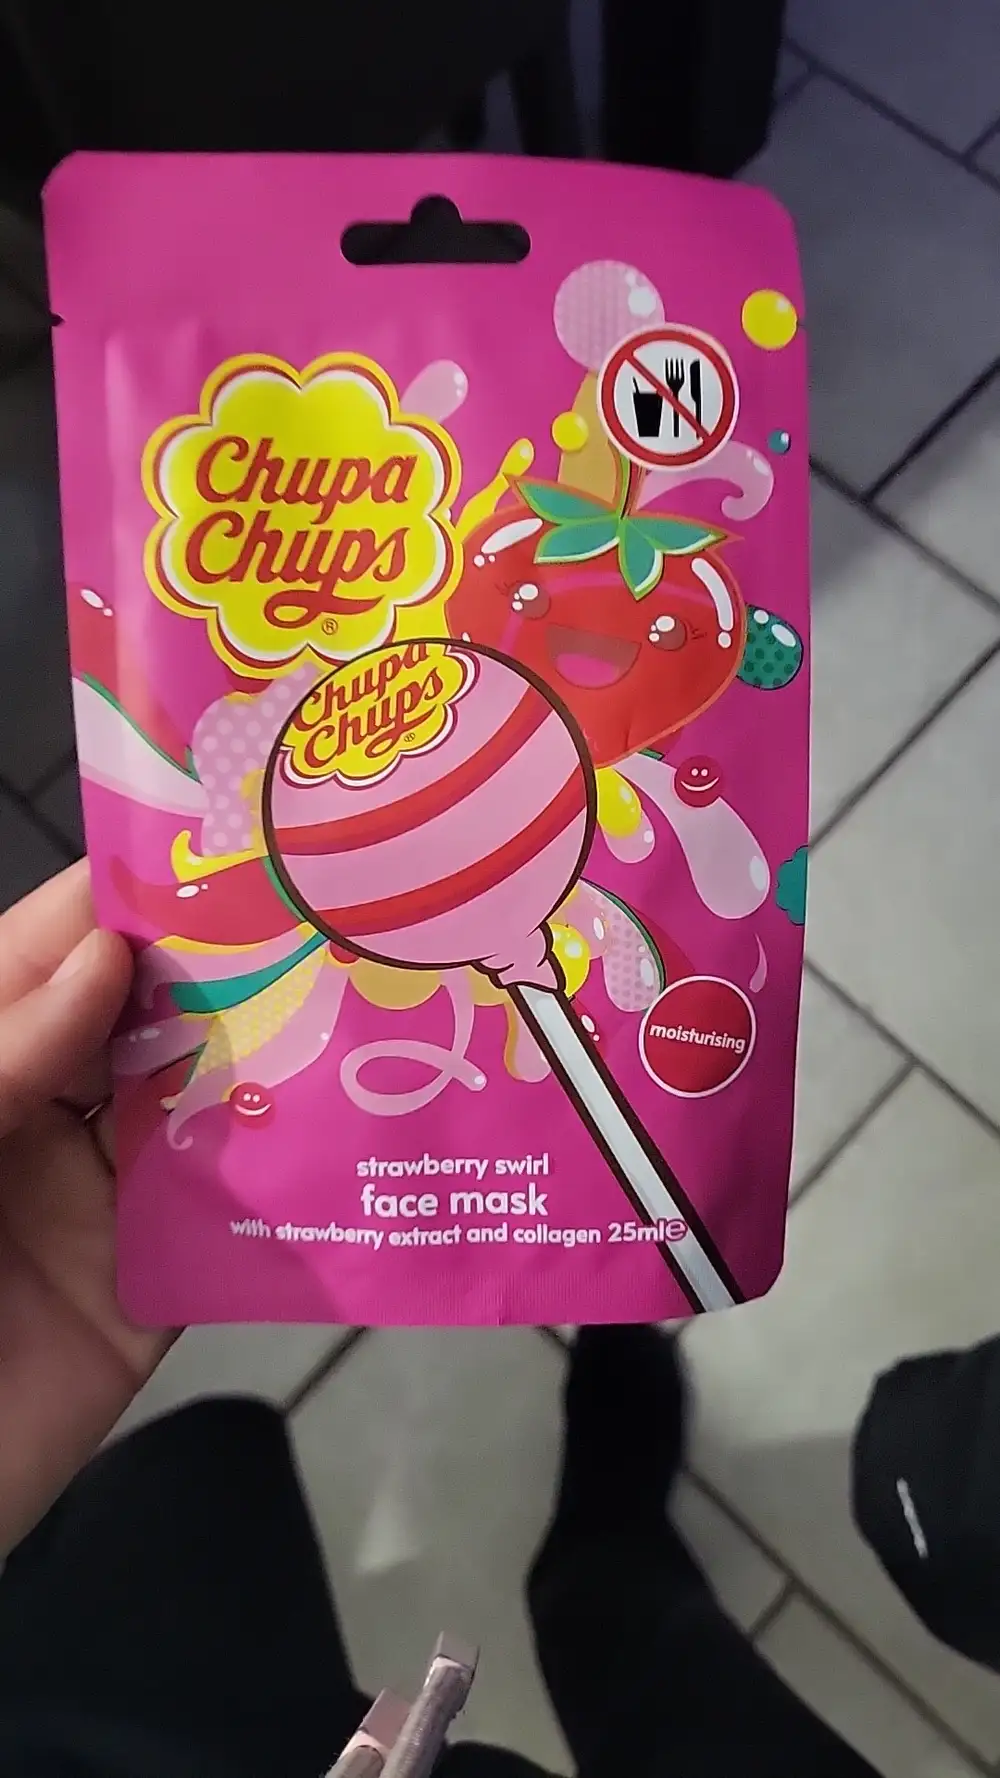 Chupa
Chups
®
Chupa
Chups
®
moisturising
strawberry swirl
face mask
with strawberry extract and collagen 25ml℮